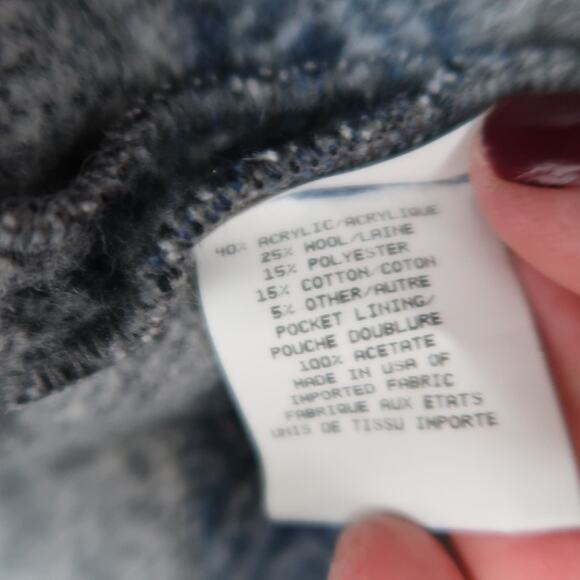 40% ACRYLIC/ACRYLIQUE
25% WOOL/LAINE
15% POLYESTER
15% COTTON/COTON
5% OTHER/AUTRE
POCKET LINING/
POUCHE DOUBLURE
100% ACETATE
MADE IN USA OF
IMPORTED FABRIC
FABRIQUE AUX ETATS
UNIS DE TISSU IMPORTE